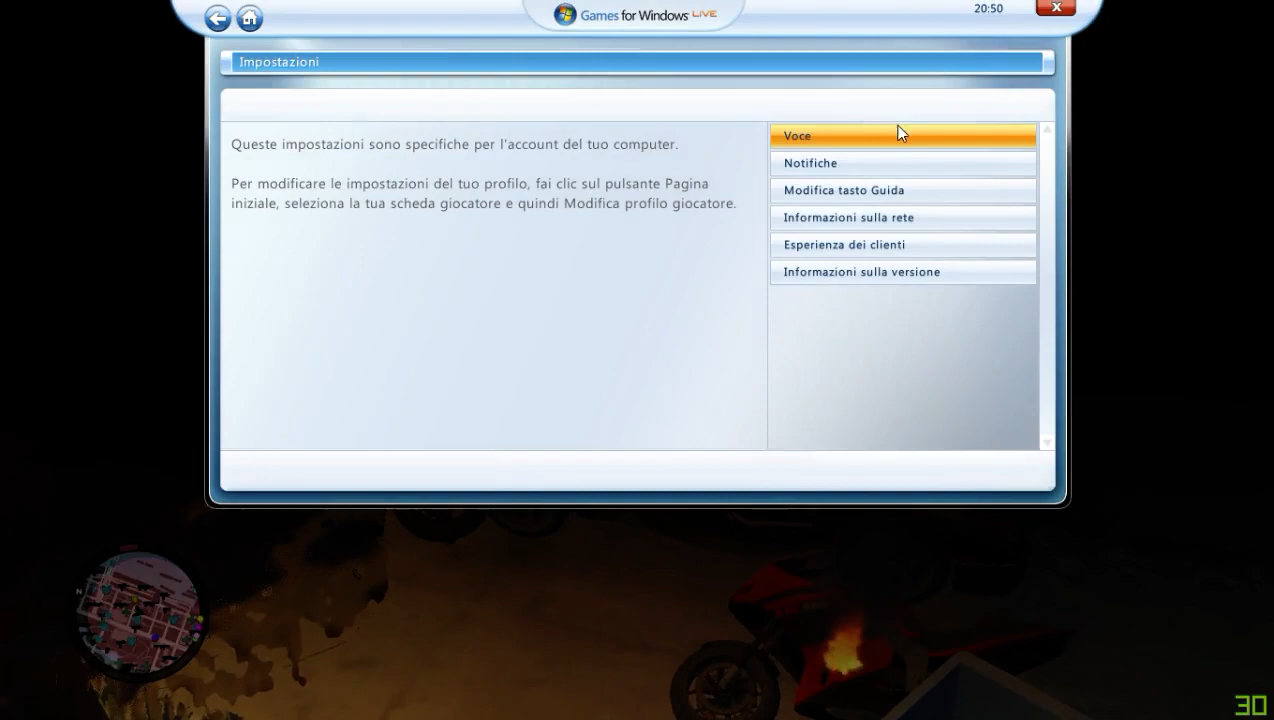 Games for Windows LIVE
20:50
Impostazioni
Queste impostazioni sono specifiche per l'account del tuo computer.
Per modificare le impostazioni del tuo profilo, fai clic sul pulsante Pagina
iniziale, seleziona la tua scheda giocatore e quindi Modifica profilo giocatore.
Voce
Notifiche
Modifica tasto Guida
Informazioni sulla rete
Esperienza dei clienti
Informazioni sulla versione
N
30